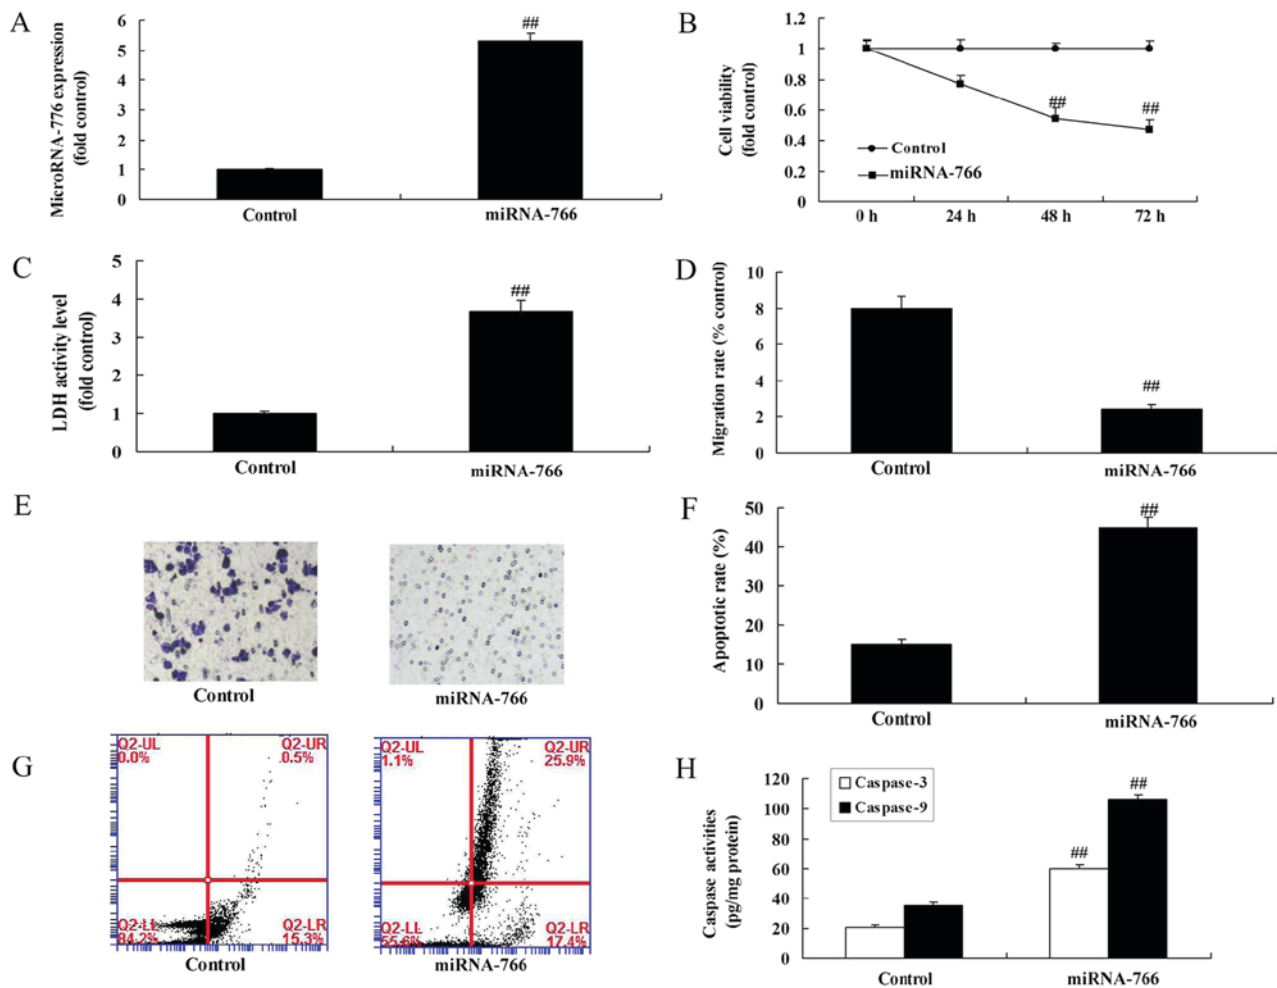 A
MicroRNA-776 expression
(fold control)
6
5
4
3
2
1
0
##
Control
miRNA-766
B
Cell viability
(fold control)
1.2
1
0.8
0.6
0.4
0.2
0
##
##
Control
miRNA-766
0 h
24 h
48 h
72 h
C
LDH activity level
(fold control)
5
4
3
2
1
0
##
Control
miRNA-766
D
Migration rate (% control)
10
8
6
4
2
0
##
Control
miRNA-766
E
Control
miRNA-766
F
Apoptotic rate (%)
50
40
30
20
10
0
##
Control
miRNA-766
G
Q2-UL
0.0%
Q2-UR
0.5%
Q2-LL
84.2%
Q2-LR
15.3%
Control
Q2-UL
1.1%
Q2-UR
25.9%
Q2-LL
55.6%
Q2-LR
17.4%
miRNA-766
H
Caspase activities
(pg/mg protein)
120
100
80
60
40
20
0
Caspase-3
Caspase-9
##
##
Control
miRNA-766